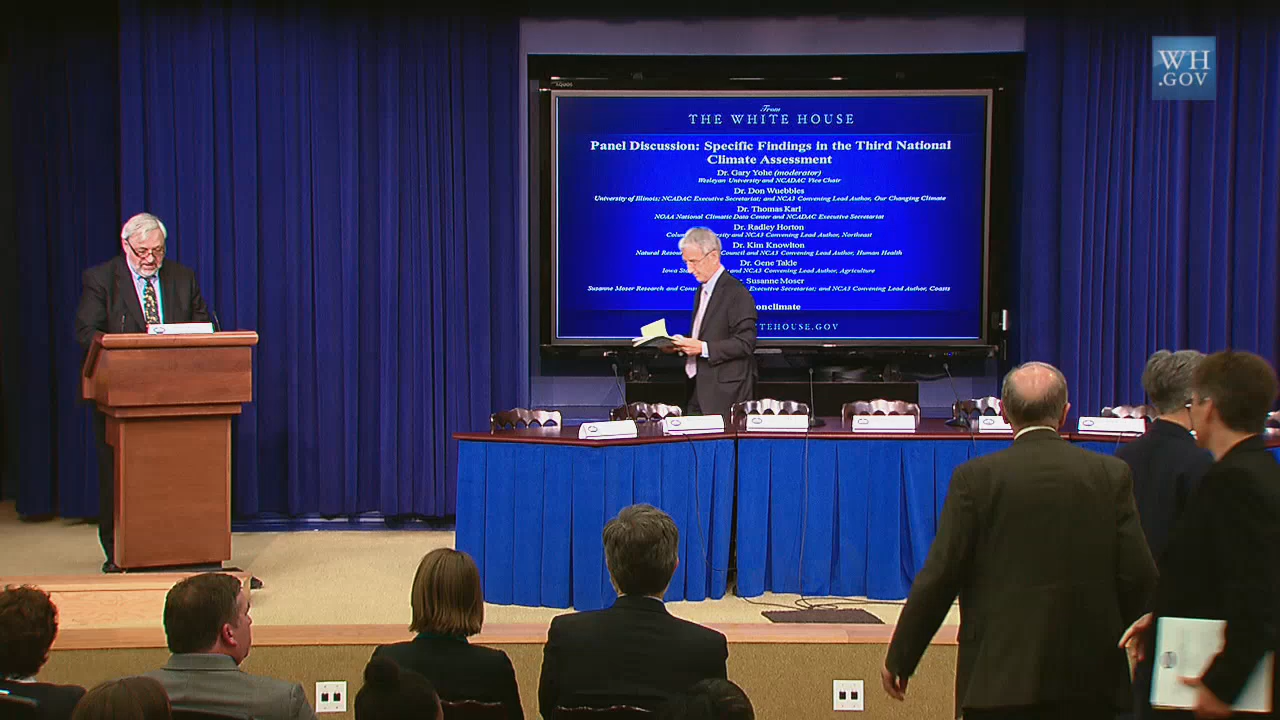 WH
.GOV
From
THE WHITE HOUSE
Panel Discussion: Specific Findings in the Third National
Climate Assessment
Dr. Gary Yohe (moderator)
Wesleyan University and NCADAC Vice Chair
Dr. Don Wuebbles
University of Illinois; NCADAC Executive Secretariat; and NCA3 Convening Lead Author, Our Changing Climate
Dr. Thomas Karl
NOAA National Climatic Data Center and NCADAC Executive Secretariat
Dr. Radley Horton
and NCA3 Convening Lead Author, Northeast
Dr. Kim Knowlton
Natural Council and NCA3 Convening Lead Author, Human Health
Dr. Gene Takle
Iowa and NCA3 Convening Lead Author, Agriculture
Susanne Moser
Susanne Moser Research and Executive Secretariat; and NCA3 Convening Lead Author, Coasts
onclimate
ITEHOUSE.GOV